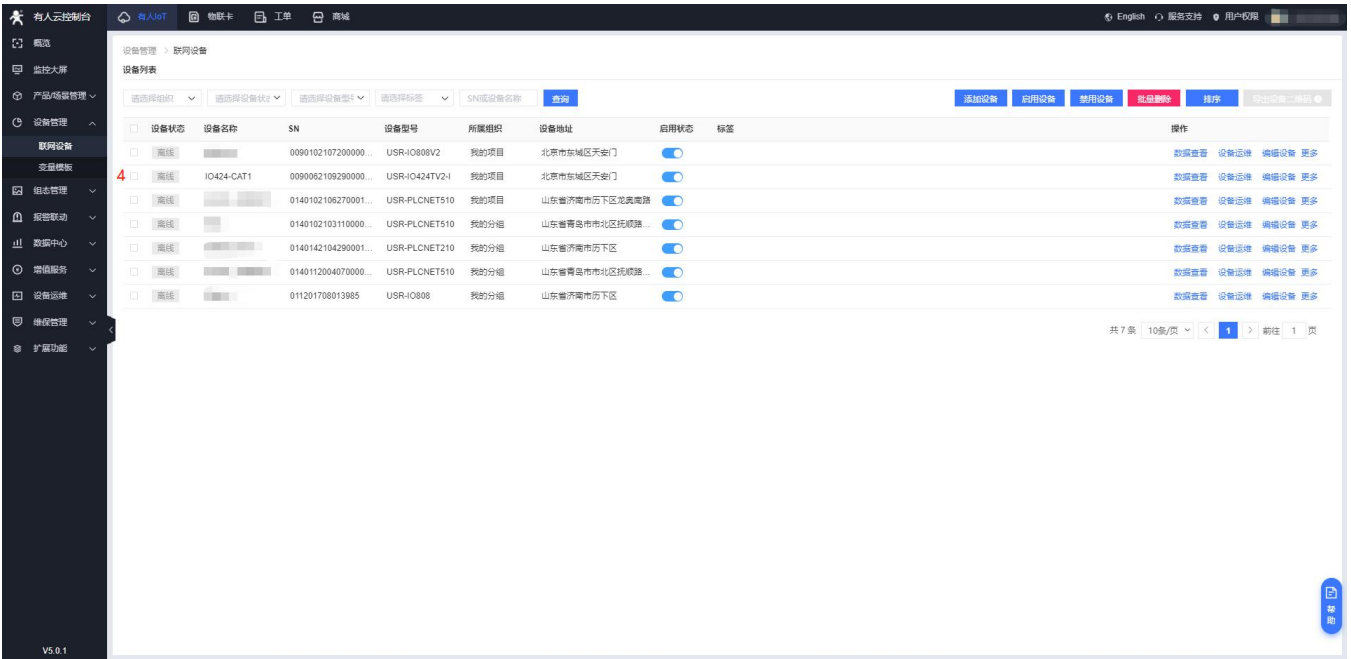 有人云控制台 有人IoT 物联卡 工单 商城 English 服务支持 用户权限
概览
监控大屏
产品/场景管理
设备管理
联网设备
变量模板
组态管理
报警联动
数据中心
增值服务
设备运维
维保管理
扩展功能
V5.0.1
设备管理 > 联网设备
设备列表
请选择组织 请选择设备状态 请选择设备型号 请选择标签 SN或设备名称 查询 添加设备 启用设备 禁用设备 批量删除 排序 导出设备二维码
设备状态 设备名称 SN 设备型号 所属组织 设备地址 启用状态 标签 操作
离线 0090102107200000... USR-IO808V2 我的项目 北京市东城区天安门 数据查看 设备运维 编辑设备 更多
4 离线 IO424-CAT1 0090062109290000... USR-IO424TV2-I 我的项目 北京市东城区天安门 数据查看 设备运维 编辑设备 更多
离线 0140102106270001... USR-PLCNET510 我的项目 山东省济南市历下区龙奥南路 数据查看 设备运维 编辑设备 更多
离线 0140102103110000... USR-PLCNET510 我的分组 山东省青岛市市北区抚顺路... 数据查看 设备运维 编辑设备 更多
离线 0140142104290001... USR-PLCNET210 我的分组 山东省济南市历下区 数据查看 设备运维 编辑设备 更多
离线 0140112004070000... USR-PLCNET510 我的分组 山东省青岛市市北区抚顺路... 数据查看 设备运维 编辑设备 更多
离线 011201708013985 USR-IO808 我的分组 山东省济南市历下区 数据查看 设备运维 编辑设备 更多
共 7 条 10条/页 < 1 > 前往 1 页
帮助